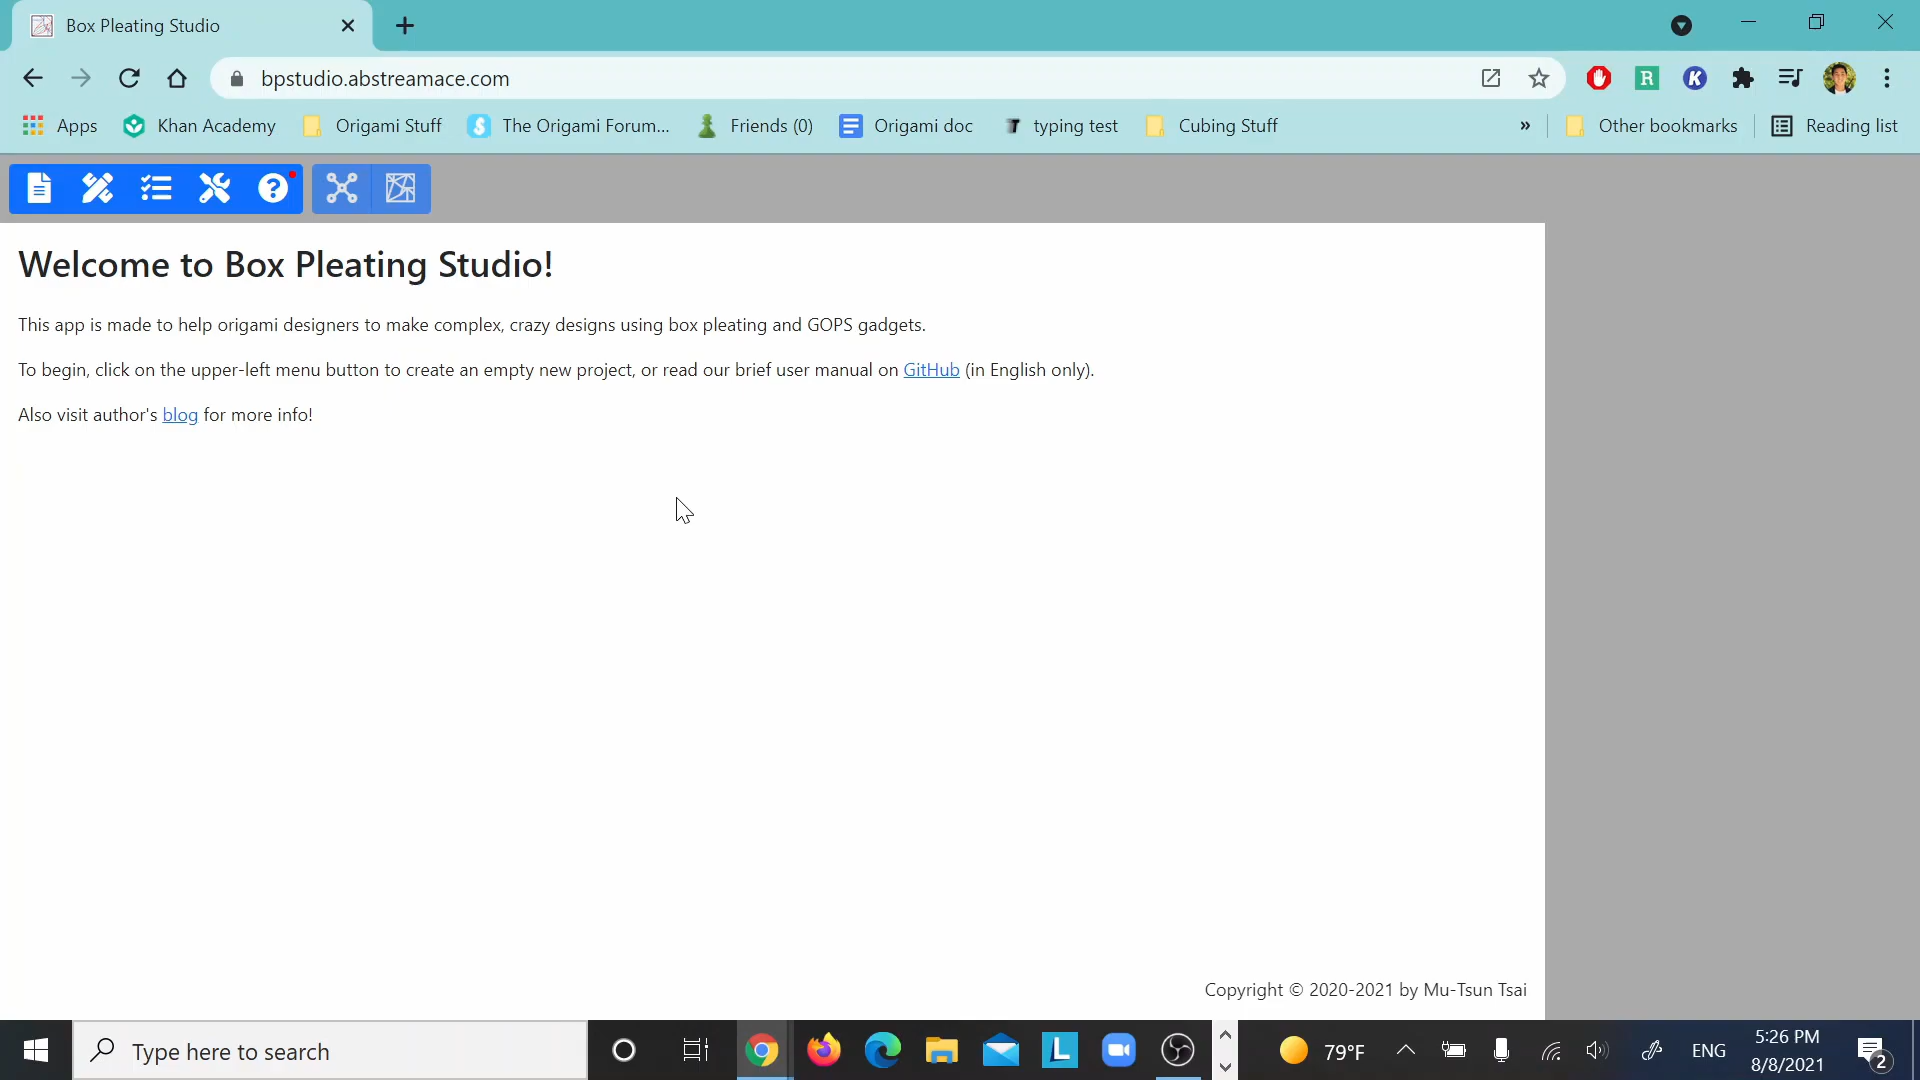 Box Pleating Studio
bpstudio.abstreamace.com
Apps Khan Academy Origami Stuff The Origami Forum... Friends (0) Origami doc typing test Cubing Stuff » Other bookmarks Reading list
Welcome to Box Pleating Studio!
This app is made to help origami designers to make complex, crazy designs using box pleating and GOPS gadgets.
To begin, click on the upper-left menu button to create an empty new project, or read our brief user manual on GitHub (in English only).
Also visit author's blog for more info!
Copyright © 2020-2021 by Mu-Tsun Tsai
Type here to search
79°F
ENG
5:26 PM
8/8/2021
2